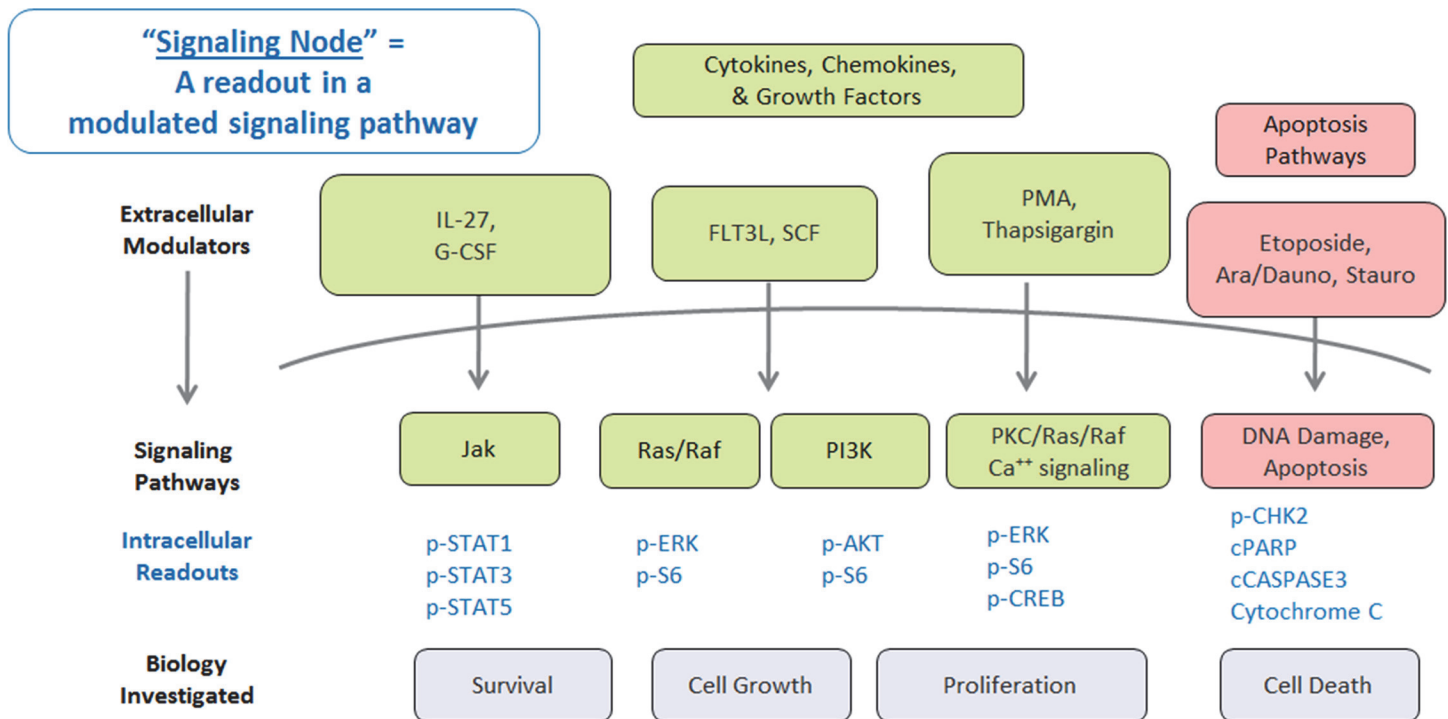 “Signaling Node” =
A readout in a
modulated signaling pathway
Cytokines, Chemokines,
& Growth Factors
Apoptosis
Pathways
Extracellular
Modulators
IL-27,
G-CSF
FLT3L, SCF
PMA,
Thapsigargin
Etoposide,
Ara/Dauno, Stauro
Signaling
Pathways
Jak
Ras/Raf
PI3K
PKC/Ras/Raf
Ca⁺⁺ signaling
DNA Damage,
Apoptosis
Intracellular
Readouts
p-STAT1
p-STAT3
p-STAT5
p-ERK
p-S6
p-AKT
p-S6
p-ERK
p-S6
p-CREB
p-CHK2
cPARP
cCASPASE3
Cytochrome C
Biology
Investigated
Survival
Cell Growth
Proliferation
Cell Death